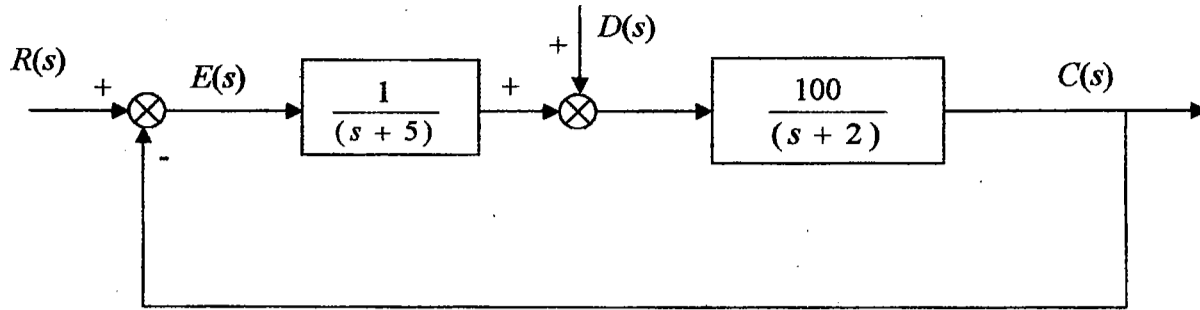 R(s)
+
-
E(s)
1
(s + 5)
+
+
D(s)
100
(s + 2)
C(s)